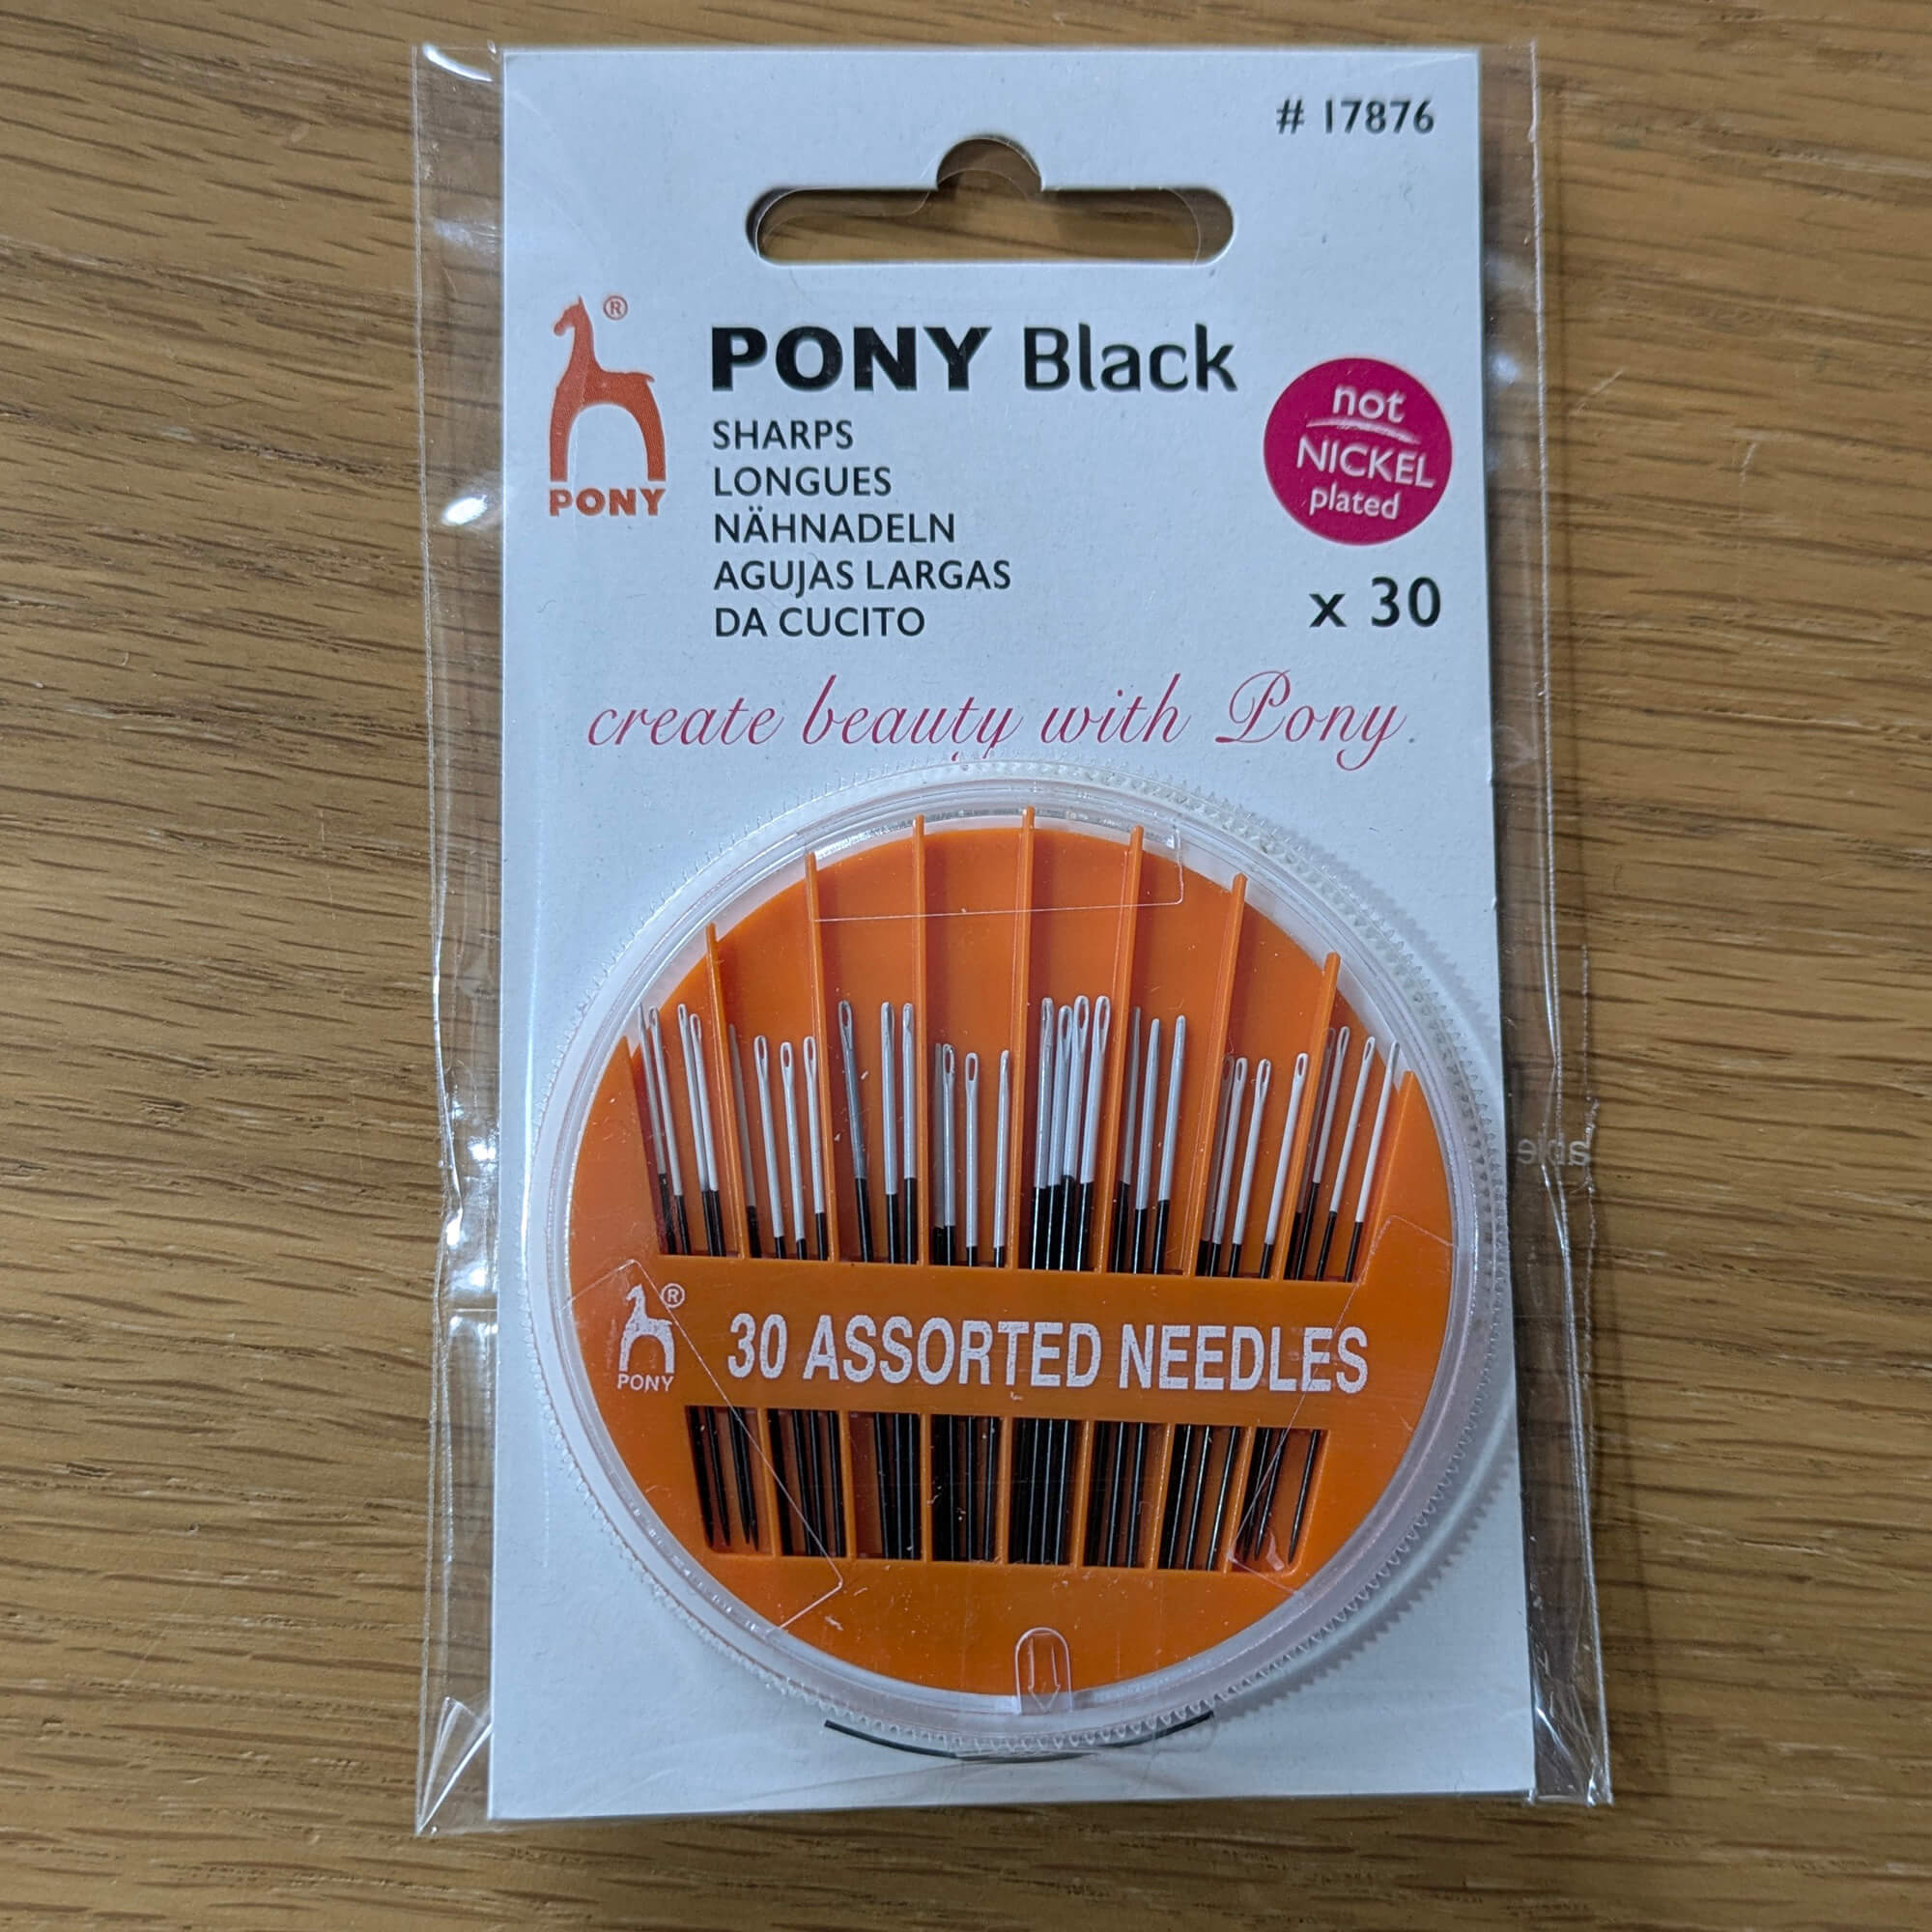 # 17876
®
PONY
PONY Black
SHARPS
LONGUES
NÄHNADELN
AGUJAS LARGAS
DA CUCITO
not
NICKEL
plated
x 30
create beauty with Pony.
®
PONY
30 ASSORTED NEEDLES